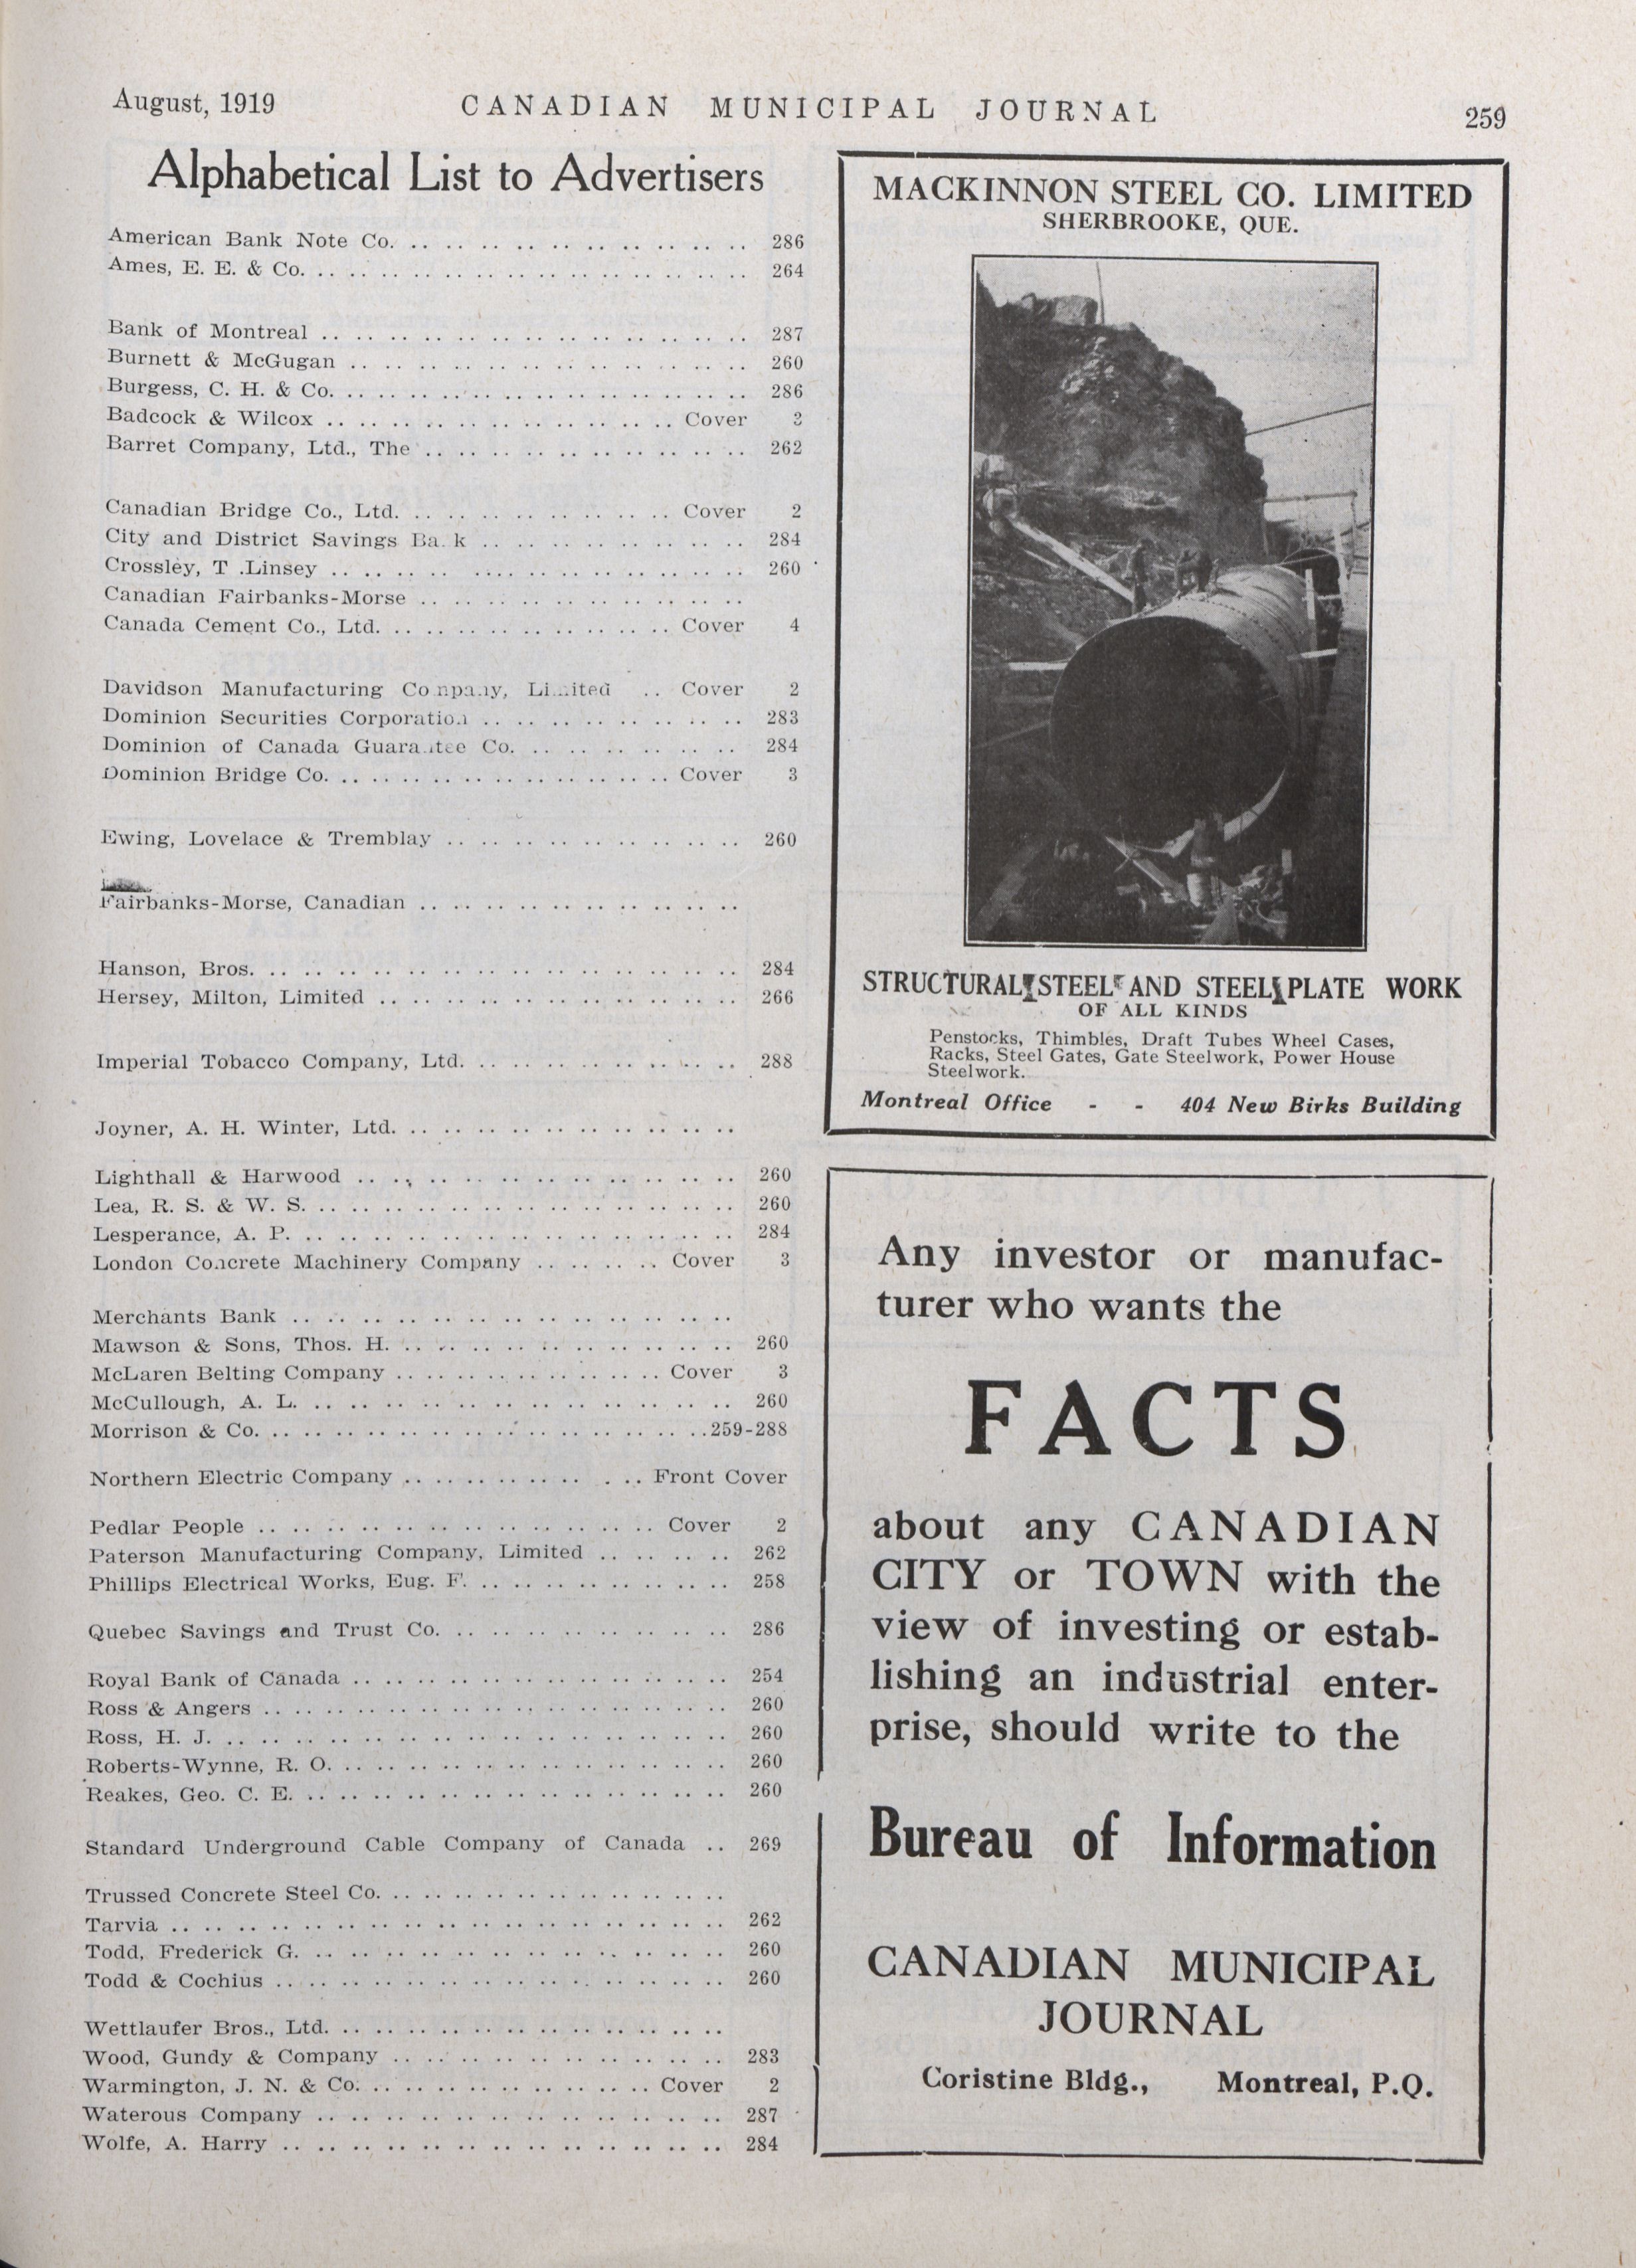 August, 1919
CANADIAN MUNICIPAL JOURNAL
259
Alphabetical List to Advertisers
American Bank Note Co. .. .. .. .. .. .. .. .. .. .. 286
Ames, E. E. & Co. .. .. .. .. .. .. .. .. .. .. .. .. .. 264
Bank of Montreal .. .. .. .. .. .. .. .. .. .. .. .. .. 287
Burnett & McGugan .. .. .. .. .. .. .. .. .. .. .. .. 260
Burgess, C. H. & Co. .. .. .. .. .. .. .. .. .. .. .. .. 286
Badcock & Wilcox .. .. .. .. .. .. .. .. .. .. .. Cover 3
Barret Company, Ltd., The .. .. .. .. .. .. .. .. .. .. 262
Canadian Bridge Co., Ltd. .. .. .. .. .. .. .. .. Cover 2
City and District Savings Ba. k .. .. .. .. .. .. .. .. 284
Crossley, T .Linsey .. .. .. .. .... .. .. .. .. .. .. .. 260
Canadian Fairbanks-Morse .. .. .. .. .. .. .. .. .. ..
Canada Cement Co., Ltd. .. .. .. .. .. .. .. .. .. Cover 4
Davidson Manufacturing Company, Limited .. Cover 2
Dominion Securities Corporation .. .. .. .. .. .. .. .. 283
Dominion of Canada Guarantee Co. .. .. .. .. .. .. .. 284
Dominion Bridge Co. .. .. .. .. .. .. .. .. .. .. Cover 3
Ewing, Lovelace & Tremblay .. .. .. .. .. .. .. .. .. 260
Fairbanks-Morse, Canadian .. .. .. .. .. .. .. .. .. ..
Hanson, Bros. .. .. .. .. .. .. .. .. .. .. .. .. .. .. .. 284
Hersey, Milton, Limited .. .. .. .. .. .. .. .. .. .. .. 266
Imperial Tobacco Company, Ltd. .. .. .. .. .. .. .. .. 288
Joyner, A. H. Winter, Ltd. .. .. .. .. .. .. .. .. .. ..
Lighthall & Harwood .. .. .. .. .. .. .. .. .. .. .. .. 260
Lea, R. S. & W. S. .. .. .. .. .. .. .. .. .. .. .. .. .. 260
Lesperance, A. P. .. .. .. .. .. .. .. .. .. .. .. .. .. 284
London Concrete Machinery Company .. .. .. .. Cover 3
Merchants Bank .. .. .. .. .. .. .. .. .. .. .. .. .. ..
Mawson & Sons, Thos. H. .. .. .. .. .. .. .. .. .. .. 260
McLaren Belting Company .. .. .. .. .. .. .. .. Cover 3
McCullough, A. L. .. .. .. .. .. .. .. .. .. .. .. .. .. 260
Morrison & Co. .. .. .. .. .. .. .. .. .. .. .. .. .. ..259-288
Northern Electric Company .. .. .. .. .. .. . .. Front Cover
Pedlar People .. .. .. .. .. .. .. .. .. .. .. .. Cover 2
Paterson Manufacturing Company, Limited .. .. .. .. 262
Phillips Electrical Works, Eug. F. .. .. .. .. .. .. .. .. 258
Quebec Savings and Trust Co. .. .. .. .. .. .. .. .. .. 286
Royal Bank of Canada .. .. .. .. .. .. .. .. .. .. .. .. 254
Ross & Angers .. .. .. .. .. .. .. .. .. .. .. .. .. .. 260
Ross, H. J. .. .. .. .. .. .. .. .. .. .. .. .. .. .. .. 260
Roberts-Wynne, R. O. .. .. .. .. .. .. .. .. .. .. .. .. 260
Reakes, Geo. C. E. .. .. .. .. .. .. .. .. .. .. .. .. .. 260
Standard Underground Cable Company of Canada .. 269
Trussed Concrete Steel Co. .. .. .. .. .. .. .. .. .. ..
Tarvia .. .. .. .. .. .. .. .. .. .. .. .. .. .. .. .. .. 262
Todd, Frederick G. .. .. .. .. .. .. .. .. .. .. .. .. .. 260
Todd & Cochius .. .. .. .. .. .. .. .. .. .. .. .. .. .. 260
Wettlaufer Bros., Ltd. .. .. .. .. .. .. .. .. .. .. .. ..
Wood, Gundy & Company .. .. .. .. .. .. .. .. .. .. 283
Warmington, J. N. & Co. .. .. .. .. .. .. .. .. .. Cover 2
Waterous Company .. .. .. .. .. .. .. .. .. .. .. .. .. 287
Wolfe, A. Harry .. .. .. .. .. .. .. .. .. .. .. .. .. .. 284
MACKINNON STEEL CO. LIMITED
SHERBROOKE, QUE.
STRUCTURAL STEEL AND STEEL PLATE WORK
OF ALL KINDS
Penstocks, Thimbles, Draft Tubes Wheel Cases,
Racks, Steel Gates, Gate Steelwork, Power House
Steelwork.
Montreal Office - - 404 New Birks Building
Any investor or manufac-
turer who wants the
FACTS
about any CANADIAN
CITY or TOWN with the
view of investing or estab-
lishing an industrial enter-
prise, should write to the
Bureau of Information
CANADIAN MUNICIPAL
JOURNAL
Coristine Bldg., Montreal, P.Q.